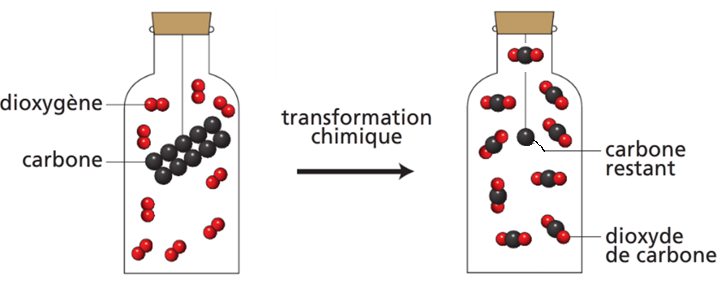 dioxygène
carbone
transformation
chimique
carbone
restant
dioxyde
de carbone